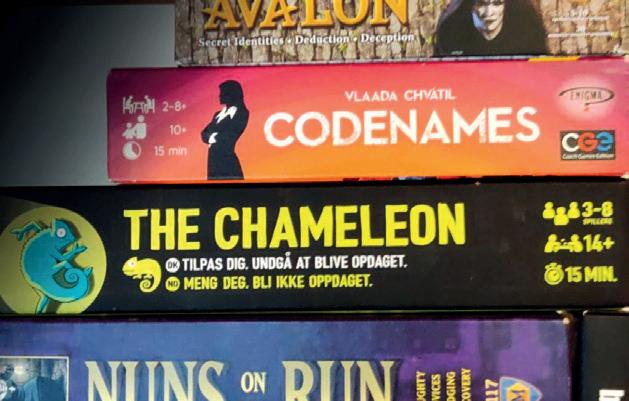 AVALON
Secret Identities • Deduction • Deception
VLAADA CHVÁTIL
CODENAMES
2-8+
10+
15 min
ENIGMA
CGE
Czech Games Edition
THE CHAMELEON
DK TILPAS DIG. UNDGÅ AT BLIVE OPDAGET.
NO MENG DEG. BLI IKKE OPPDAGET.
3-8
SPILLERE
14+
15 MIN.
NUNS ON RUN